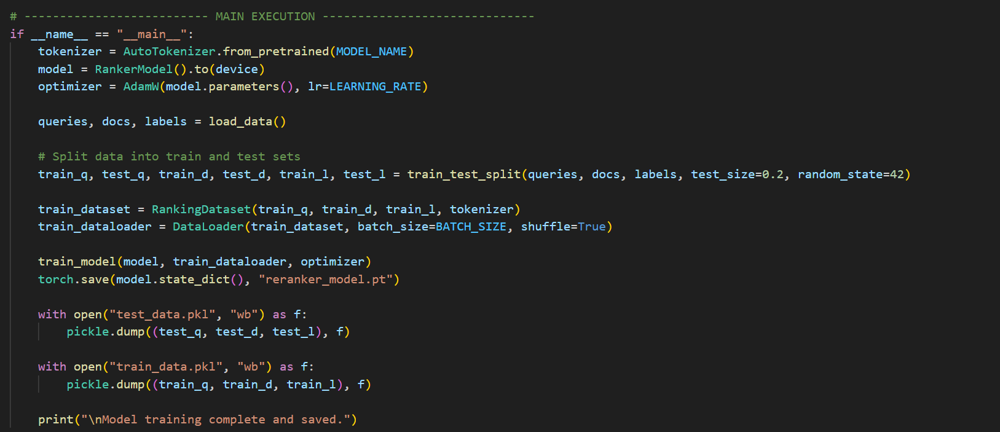 # -------------------------- MAIN EXECUTION ------------------------------
if __name__ == "__main__":
    tokenizer = AutoTokenizer.from_pretrained(MODEL_NAME)
    model = RankerModel().to(device)
    optimizer = AdamW(model.parameters(), lr=LEARNING_RATE)

    queries, docs, labels = load_data()

    # Split data into train and test sets
    train_q, test_q, train_d, test_d, train_l, test_l = train_test_split(queries, docs, labels, test_size=0.2, random_state=42)

    train_dataset = RankingDataset(train_q, train_d, train_l, tokenizer)
    train_dataloader = DataLoader(train_dataset, batch_size=BATCH_SIZE, shuffle=True)

    train_model(model, train_dataloader, optimizer)
    torch.save(model.state_dict(), "reranker_model.pt")

    with open("test_data.pkl", "wb") as f:
        pickle.dump((test_q, test_d, test_l), f)

    with open("train_data.pkl", "wb") as f:
        pickle.dump((train_q, train_d, train_l), f)

    print("\nModel training complete and saved.")